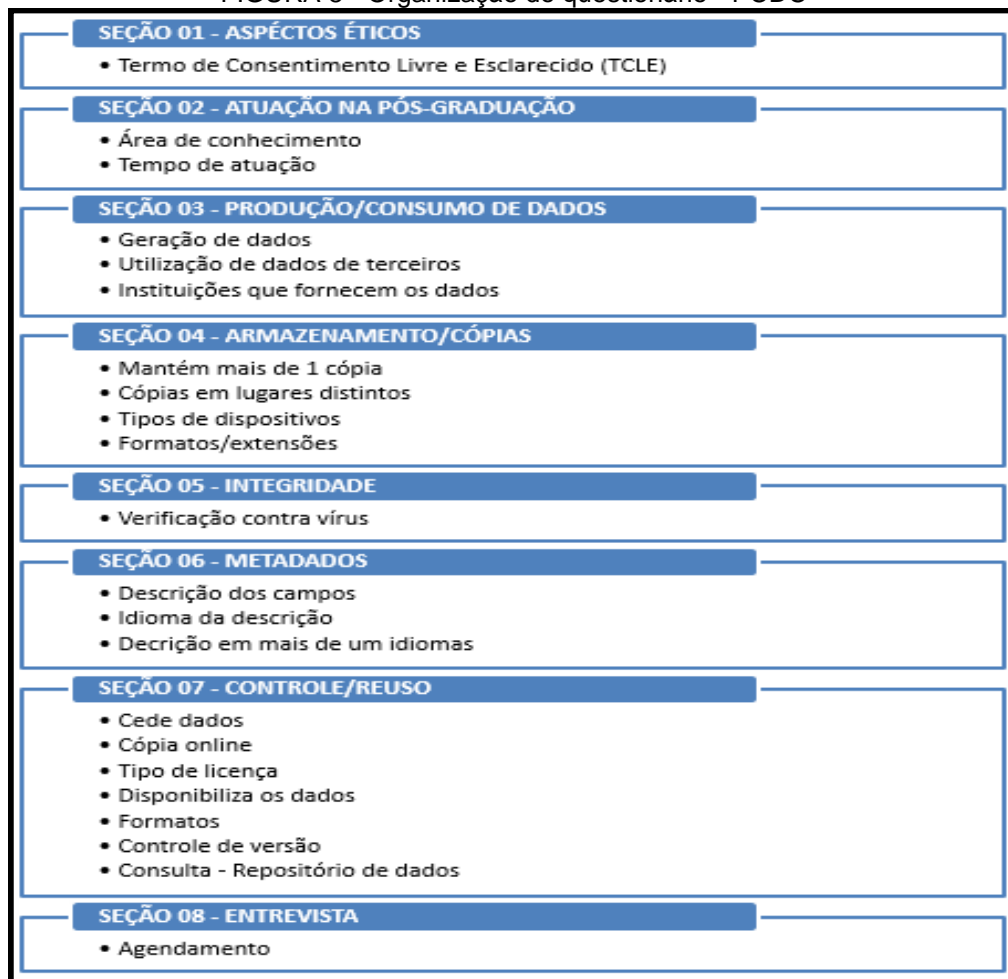 SEÇÃO 01 - ASPÉCTOS ÉTICOS
• Termo de Consentimento Livre e Esclarecido (TCLE)
SEÇÃO 02 - ATUAÇÃO NA PÓS-GRADUAÇÃO
• Área de conhecimento
• Tempo de atuação
SEÇÃO 03 - PRODUÇÃO/CONSUMO DE DADOS
• Geração de dados
• Utilização de dados de terceiros
• Instituições que fornecem os dados
SEÇÃO 04 - ARMAZENAMENTO/CÓPIAS
• Mantém mais de 1 cópia
• Cópias em lugares distintos
• Tipos de dispositivos
• Formatos/extensões
SEÇÃO 05 - INTEGRIDADE
• Verificação contra vírus
SEÇÃO 06 - METADADOS
• Descrição dos campos
• Idioma da descrição
• Decrição em mais de um idiomas
SEÇÃO 07 - CONTROLE/REUSO
• Cede dados
• Cópia online
• Tipo de licença
• Disponibiliza os dados
• Formatos
• Controle de versão
• Consulta - Repositório de dados
SEÇÃO 08 - ENTREVISTA
• Agendamento